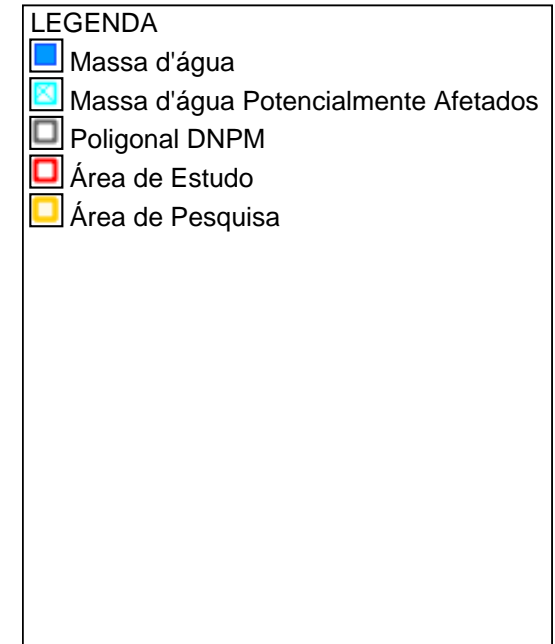 LEGENDA
Massa d'água
Massa d'água Potencialmente Afetados
Poligonal DNPM
Área de Estudo
Área de Pesquisa